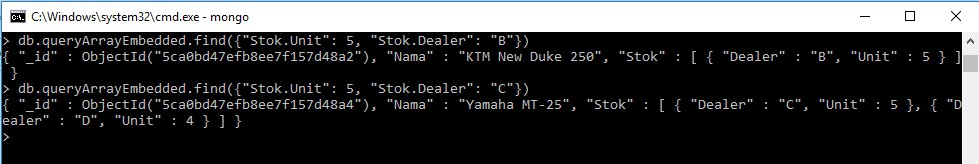 C:\Windows\system32\cmd.exe - mongo
> db.queryArrayEmbedded.find({"Stok.Unit": 5, "Stok.Dealer": "B"})
{ "_id" : ObjectId("5ca0bd47efb8ee7f157d48a2"), "Nama" : "KTM New Duke 250", "Stok" : [ { "Dealer" : "B", "Unit" : 5 } ]
 }
> db.queryArrayEmbedded.find({"Stok.Unit": 5, "Stok.Dealer": "C"})
{ "_id" : ObjectId("5ca0bd47efb8ee7f157d48a4"), "Nama" : "Yamaha MT-25", "Stok" : [ { "Dealer" : "C", "Unit" : 5 }, { "D
ealer" : "D", "Unit" : 4 } ] }
>